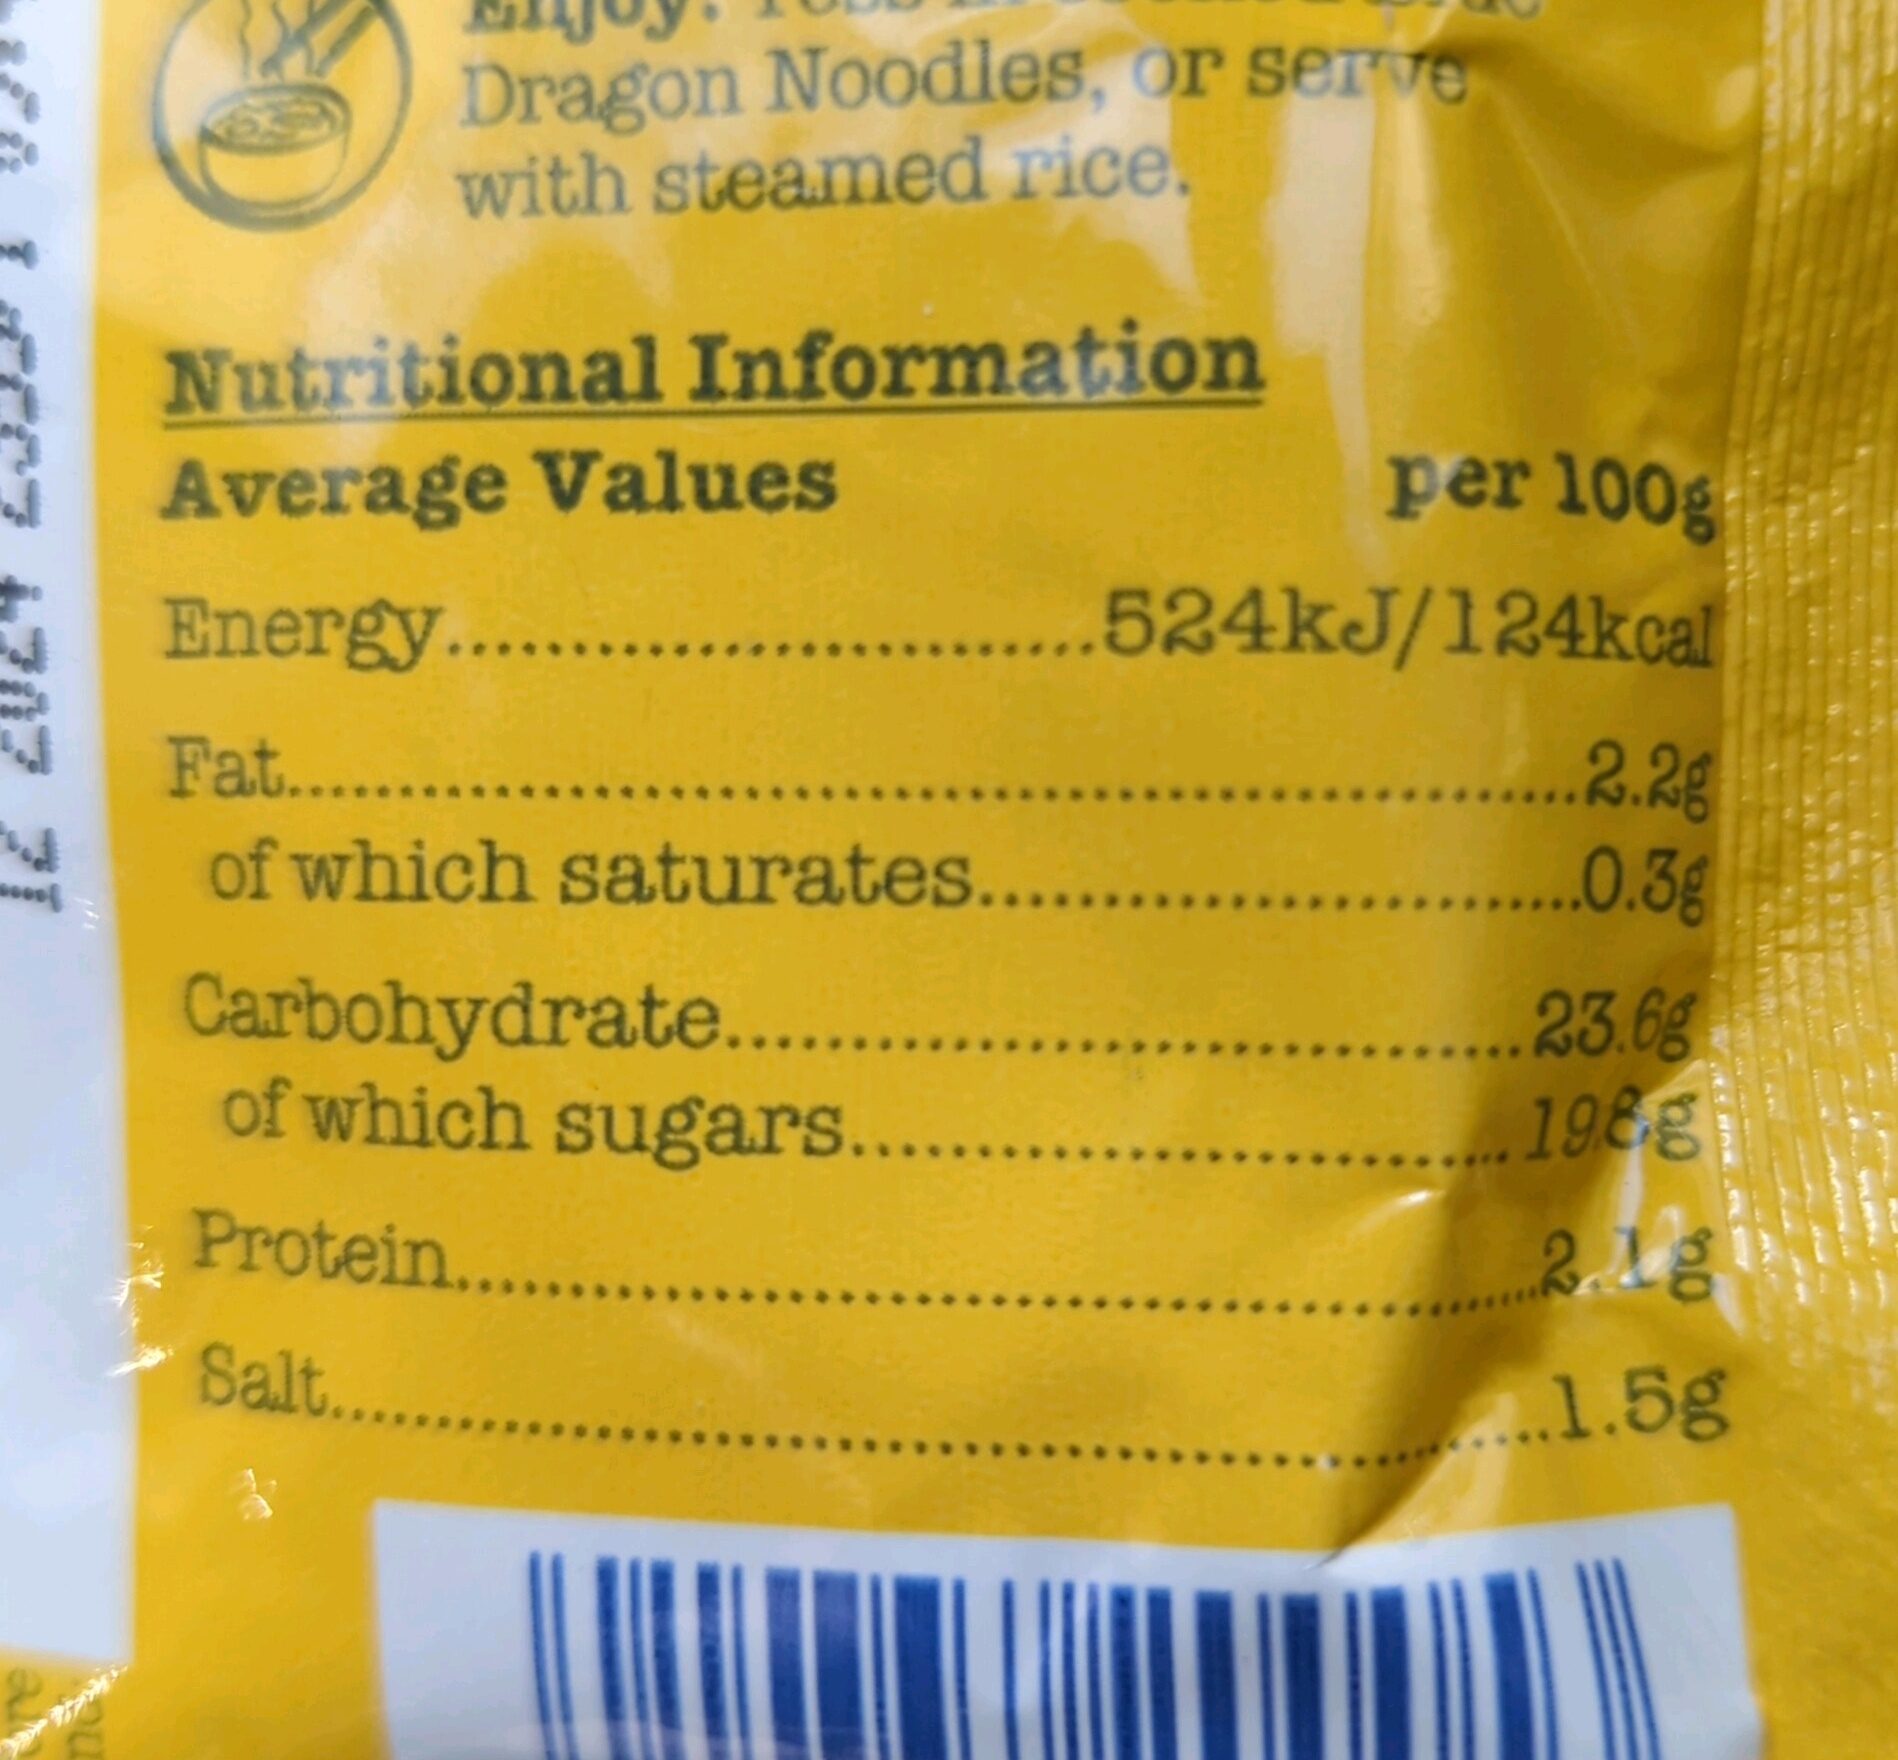 Enjoy:
Dragon Noodles, or serve
with steamed rice.
Nutritional Information
Average Values per 100g
Energy............................524kJ/124kcal
Fat..............................................................2.2g
of which saturates................................0.3g
Carbohydrate........................................23.6g
of which sugars....................................19.8g
Protein......................................................2.1g
Salt............................................................1.5g